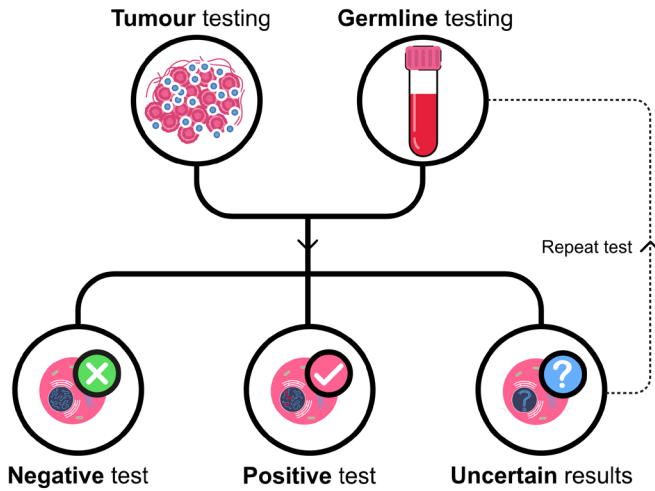 Tumour testing
Germline testing
Repeat test
?
?
Negative test
Positive test
Uncertain results